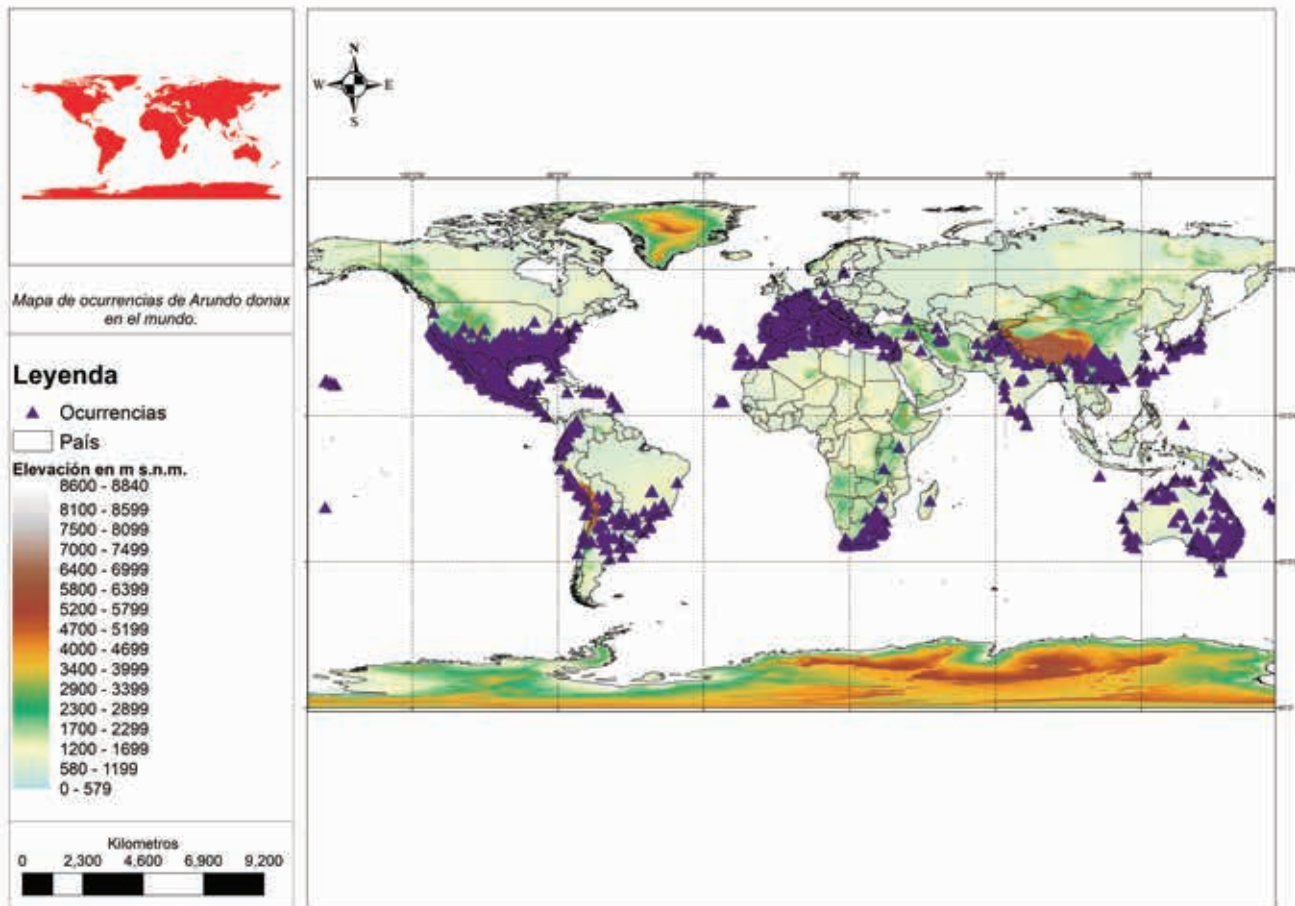 N
W E
S
Mapa de ocurrencias de Arundo donax
en el mundo.
Leyenda
Ocurrencias
País
Elevación en m s.n.m.
8600 - 8840
8100 - 8599
7500 - 8099
7000 - 7499
6400 - 6999
5800 - 6399
5200 - 5799
4700 - 5199
4000 - 4699
3400 - 3999
2900 - 3399
2300 - 2899
1700 - 2299
1200 - 1699
580 - 1199
0 - 579
Kilometros
0 2,300 4,600 6,900 9,200